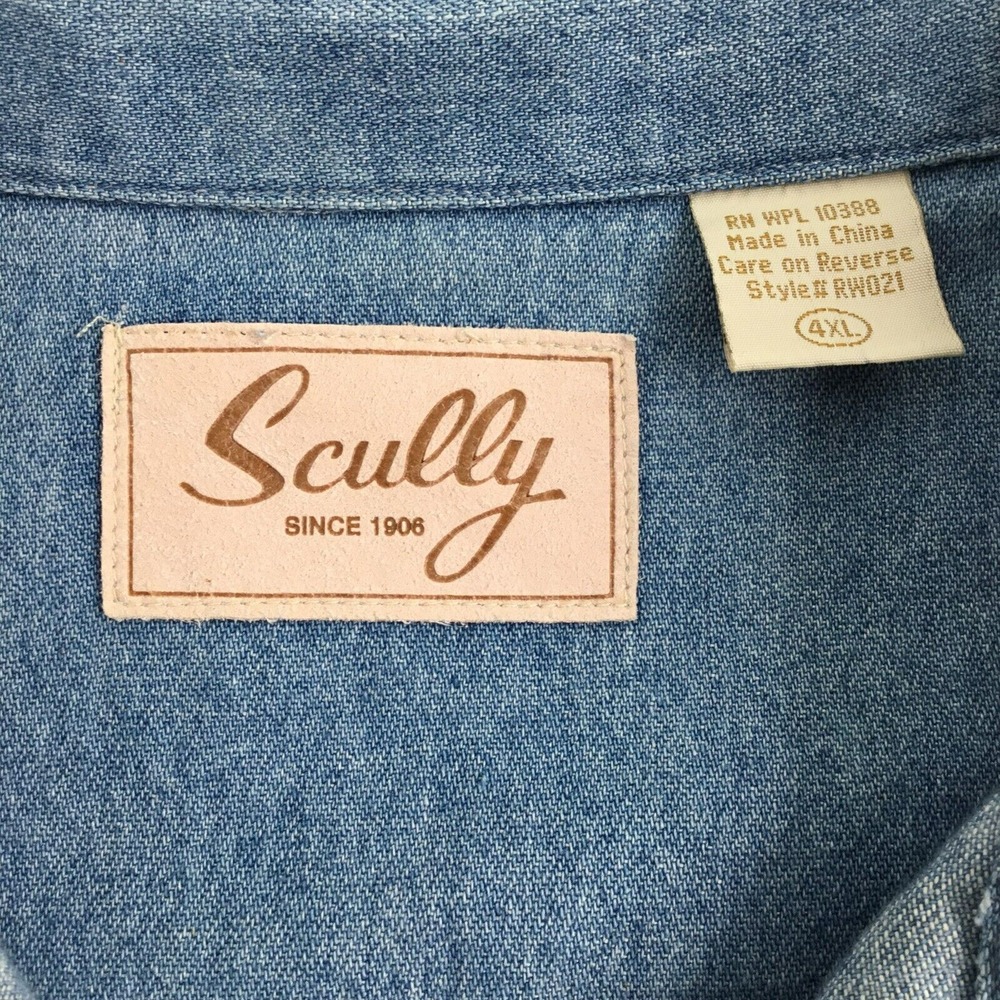 Scully
SINCE 1906
RN WPL 10388
Made in China
Care on Reverse
Style# RW021
4XL